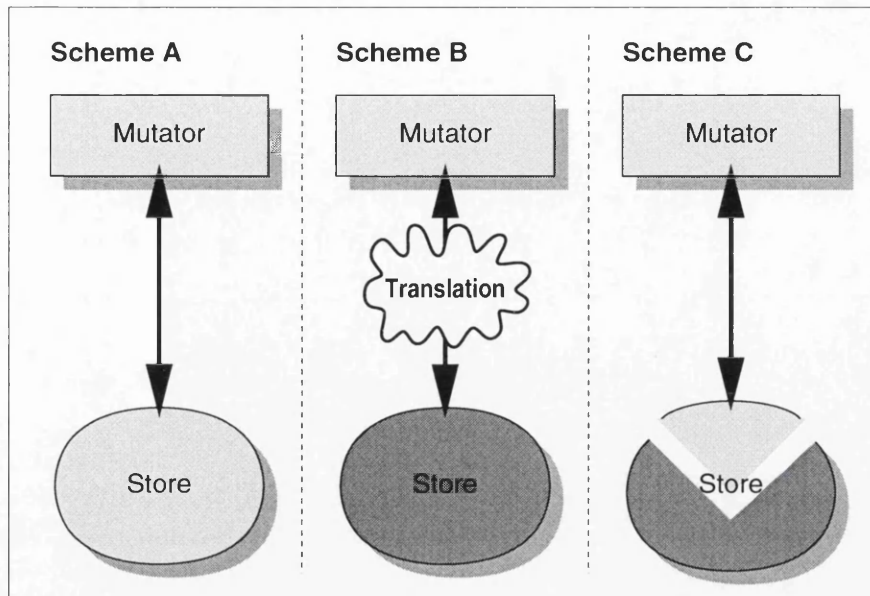 Scheme A
Mutator
Store
Scheme B
Mutator
Translation
Store
Scheme C
Mutator
Store